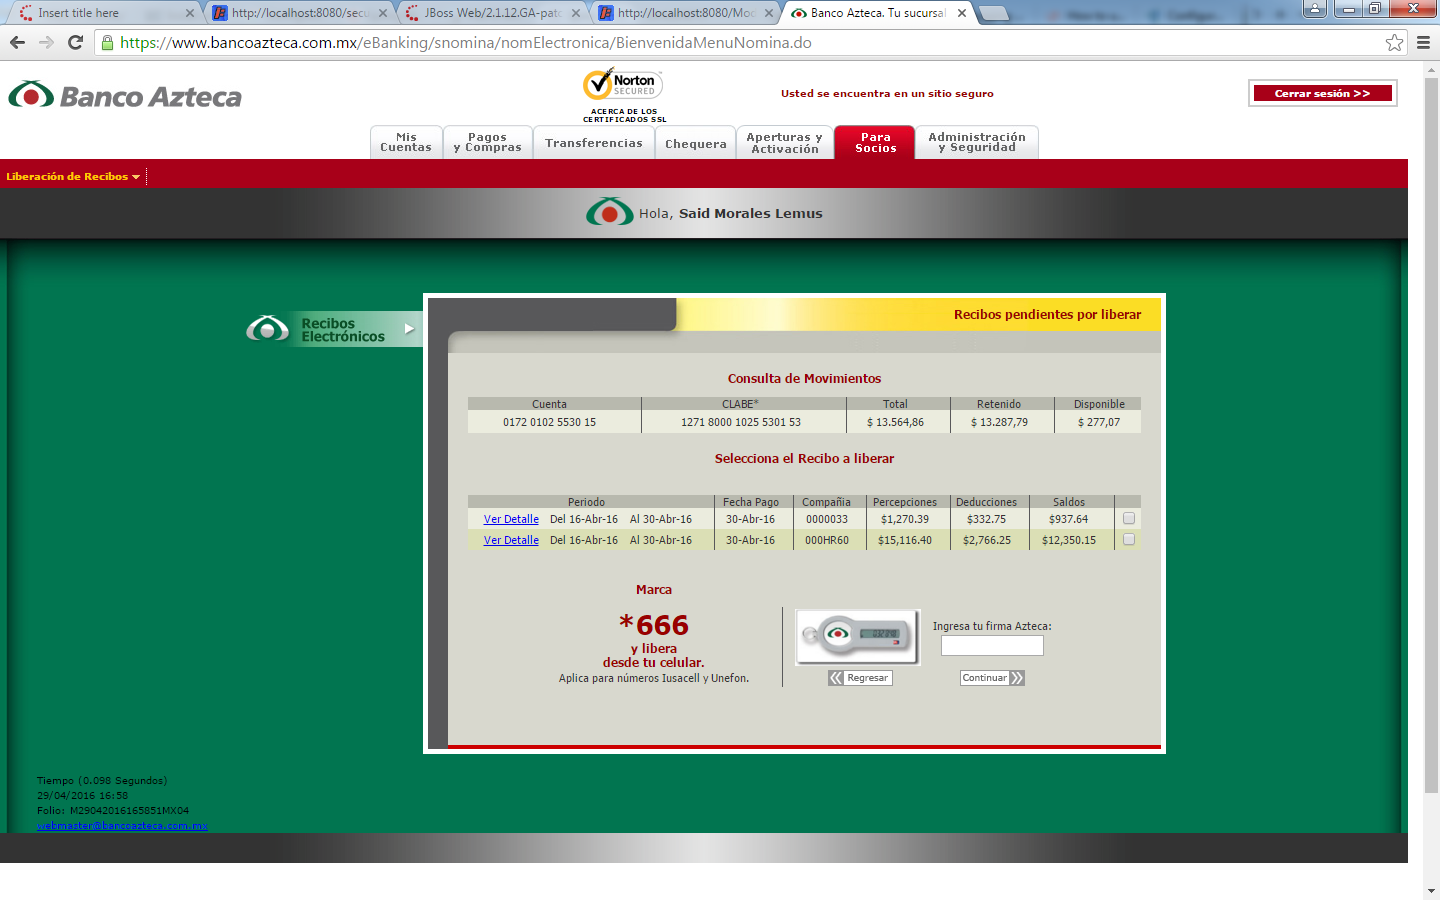 Insert title here
http://localhost:8080/secu
JBoss Web/2.1.12.GA-patc
http://localhost:8080/Mod
Banco Azteca. Tu sucursal
https://www.bancoazteca.com.mx/eBanking/snomina/nomElectronica/BienvenidaMenuNomina.do
Banco Azteca
Norton
SECURED
ACERCA DE LOS
CERTIFICADOS SSL
Usted se encuentra en un sitio seguro
Cerrar sesión >>
Mis Cuentas
Pagos y Compras
Transferencias
Chequera
Aperturas y Activación
Para Socios
Administración y Seguridad
Liberación de Recibos
Hola, Said Morales Lemus
Recibos
Electrónicos
Recibos pendientes por liberar
Consulta de Movimientos
Cuenta CLABE* Total Retenido Disponible
0172 0102 5530 15 1271 8000 1025 5301 53 $ 13.564,86 $ 13.287,79 $ 277,07
Selecciona el Recibo a liberar
Periodo Fecha Pago Compañia Percepciones Deducciones Saldos
Ver Detalle Del 16-Abr-16 Al 30-Abr-16 30-Abr-16 0000033 $1,270.39 $332.75 $937.64
Ver Detalle Del 16-Abr-16 Al 30-Abr-16 30-Abr-16 000HR60 $15,116.40 $2,766.25 $12,350.15
Marca
*666
y libera
desde tu celular.
Aplica para números Iusacell y Unefon.
Ingresa tu firma Azteca:
Regresar
Continuar
Tiempo (0.098 Segundos)
29/04/2016 16:58
Folio: M29042016165851MX04
webmaster@bancoazteca.com.mx